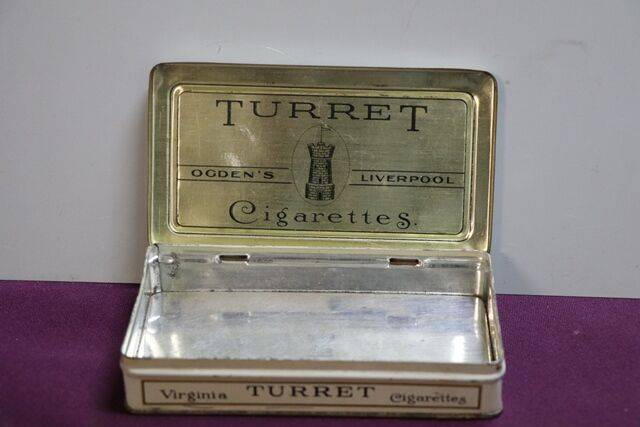 TURRET
OGDEN'S LIVERPOOL
Cigarettes.
Virginia TURRET Cigarettes